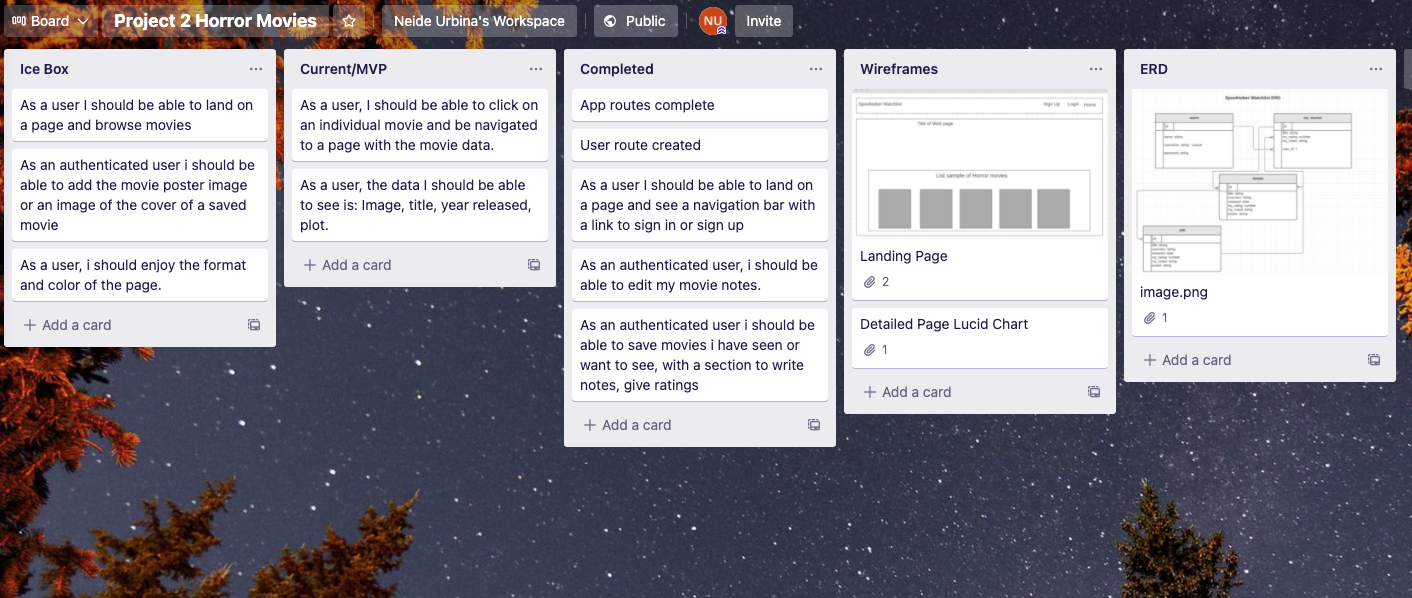 Board
Project 2 Horror Movies
Neide Urbina's Workspace
Public
NU
Invite
Ice Box
As a user I should be able to land on
a page and browse movies
As an authenticated user i should be
able to add the movie poster image
or an image of the cover of a saved
movie
As a user, i should enjoy the format
and color of the page.
Add a card
Current/MVP
As a user, I should be able to click on
an individual movie and be navigated
to a page with the movie data.
As a user, the data I should be able
to see is: Image, title, year released,
plot.
Add a card
Completed
App routes complete
User route created
As a user I should be able to land on
a page and see a navigation bar with
a link to sign in or sign up
As an authenticated user, i should be
able to edit my movie notes.
As an authenticated user i should be
able to save movies i have seen or
want to see, with a section to write
notes, give ratings
Add a card
Wireframes
Sign Up Login Home
Title of Web page
List sample of Horror movies
Landing Page
2
Detailed Page Lucid Chart
1
Add a card
ERD
image.png
1
Add a card